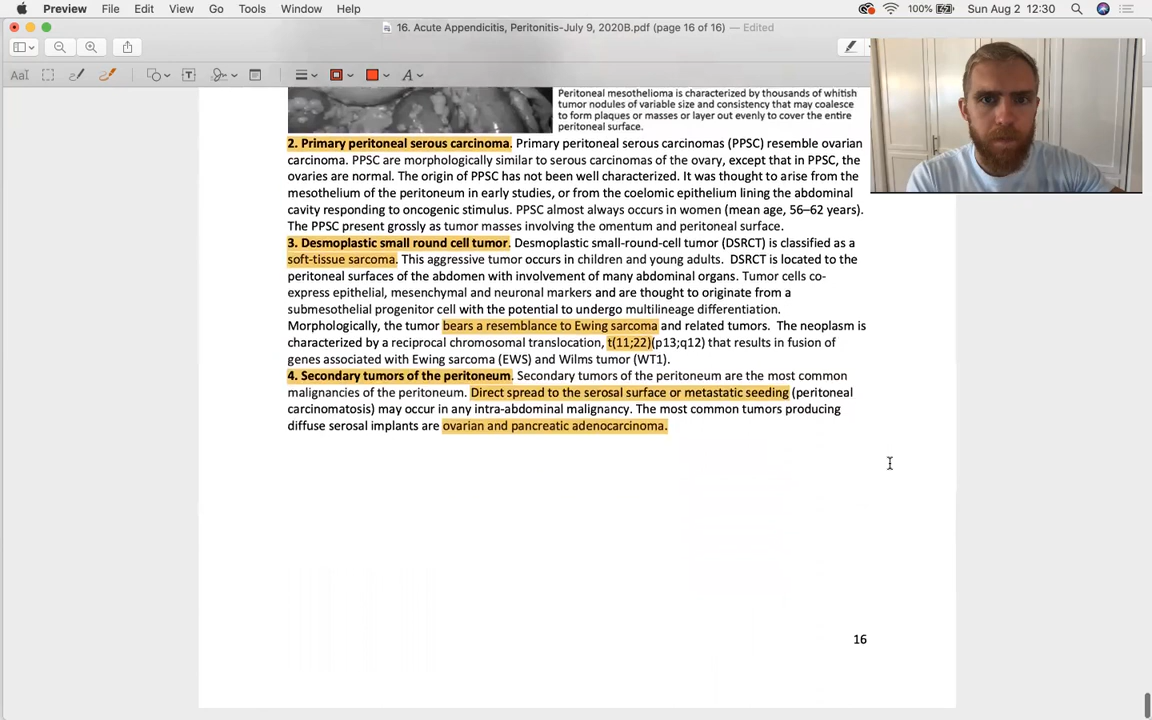 Preview File Edit View Go Tools Window Help 100% Sun Aug 2 12:30
16. Acute Appendicitis, Peritonitis-July 9, 2020B.pdf (page 16 of 16) — Edited
AaI T A
Peritoneal mesothelioma is characterized by thousands of whitish
tumor nodules of variable size and consistency that may coalesce
to form plaques or masses or layer out evenly to cover the entire
peritoneal surface.
2. Primary peritoneal serous carcinoma. Primary peritoneal serous carcinomas (PPSC) resemble ovarian
carcinoma. PPSC are morphologically similar to serous carcinomas of the ovary, except that in PPSC, the
ovaries are normal. The origin of PPSC has not been well characterized. It was thought to arise from the
mesothelium of the peritoneum in early studies, or from the coelomic epithelium lining the abdominal
cavity responding to oncogenic stimulus. PPSC almost always occurs in women (mean age, 56–62 years).
The PPSC present grossly as tumor masses involving the omentum and peritoneal surface.
3. Desmoplastic small round cell tumor. Desmoplastic small-round-cell tumor (DSRCT) is classified as a
soft-tissue sarcoma. This aggressive tumor occurs in children and young adults. DSRCT is located to the
peritoneal surfaces of the abdomen with involvement of many abdominal organs. Tumor cells co-
express epithelial, mesenchymal and neuronal markers and are thought to originate from a
submesothelial progenitor cell with the potential to undergo multilineage differentiation.
Morphologically, the tumor bears a resemblance to Ewing sarcoma and related tumors. The neoplasm is
characterized by a reciprocal chromosomal translocation, t(11;22)(p13;q12) that results in fusion of
genes associated with Ewing sarcoma (EWS) and Wilms tumor (WT1).
4. Secondary tumors of the peritoneum. Secondary tumors of the peritoneum are the most common
malignancies of the peritoneum. Direct spread to the serosal surface or metastatic seeding (peritoneal
carcinomatosis) may occur in any intra-abdominal malignancy. The most common tumors producing
diffuse serosal implants are ovarian and pancreatic adenocarcinoma.
16